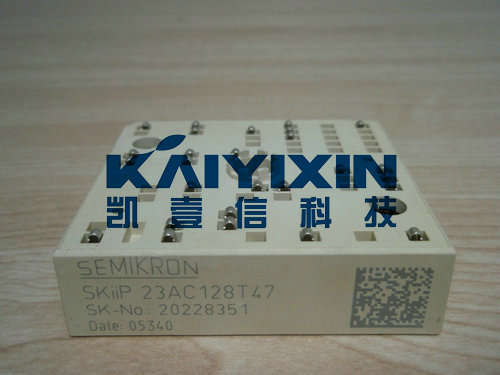 KAIYIXIN
凯壹信科技
SEMIKRON
SKiiP 23AC128T47
SK-No.: 20228351
Date: 05340